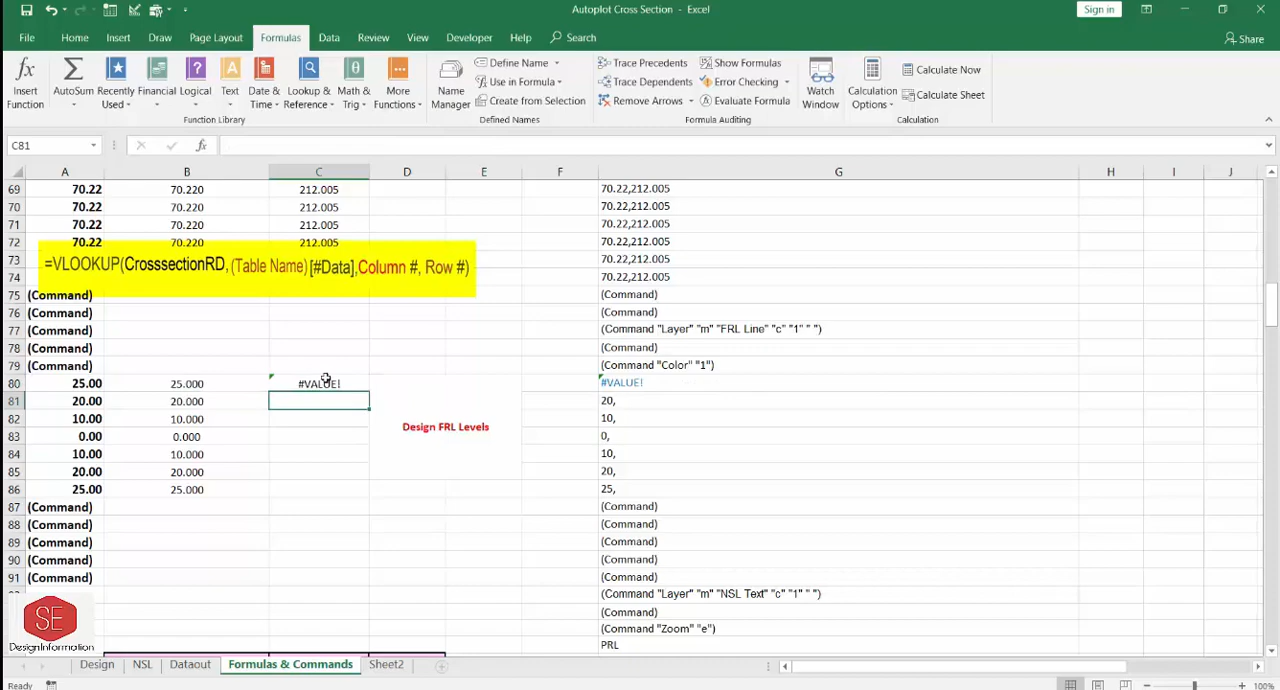 Autoplot Cross Section - Excel
Sign in
File Home Insert Draw Page Layout Formulas Data Review View Developer Help Search Share
Insert Function
AutoSum
Recently Used
Financial
Logical
Text
Date & Time
Lookup & Reference
Math & Trig
More Functions
Function Library
Name Manager
Define Name
Use in Formula
Create from Selection
Defined Names
Trace Precedents
Trace Dependents
Remove Arrows
Show Formulas
Error Checking
Evaluate Formula
Formula Auditing
Watch Window
Calculation Options
Calculate Now
Calculate Sheet
Calculation
C81 fx
A B C D E F G H I J
69 70.22 70.220 212.005 70.22,212.005
70 70.22 70.220 212.005 70.22,212.005
71 70.22 70.220 212.005 70.22,212.005
72 70.22 70.220 212.005 70.22,212.005
73 70.22,212.005
=VLOOKUP(CrosssectionRD, (Table Name) [#Data],Column #, Row #)
74 70.22,212.005
75 (Command) (Command)
76 (Command) (Command)
77 (Command) (Command "Layer" "m" "FRL Line" "c" "1" " ")
78 (Command) (Command)
79 (Command) (Command "Color" "1")
80 25.00 25.000 #VALUE! #VALUE!
81 20.00 20.000 20,
82 10.00 10.000 10,
Design FRL Levels
83 0.00 0.000 0,
84 10.00 10.000 10,
85 20.00 20.000 20,
86 25.00 25.000 25,
87 (Command) (Command)
88 (Command) (Command)
89 (Command) (Command)
90 (Command) (Command)
91 (Command) (Command)
(Command "Layer" "m" "NSL Text" "c" "1" " ")
(Command)
(Command "Zoom" "e")
PRL
SE
DesignInformation
Design NSL Dataout Formulas & Commands Sheet2
100%